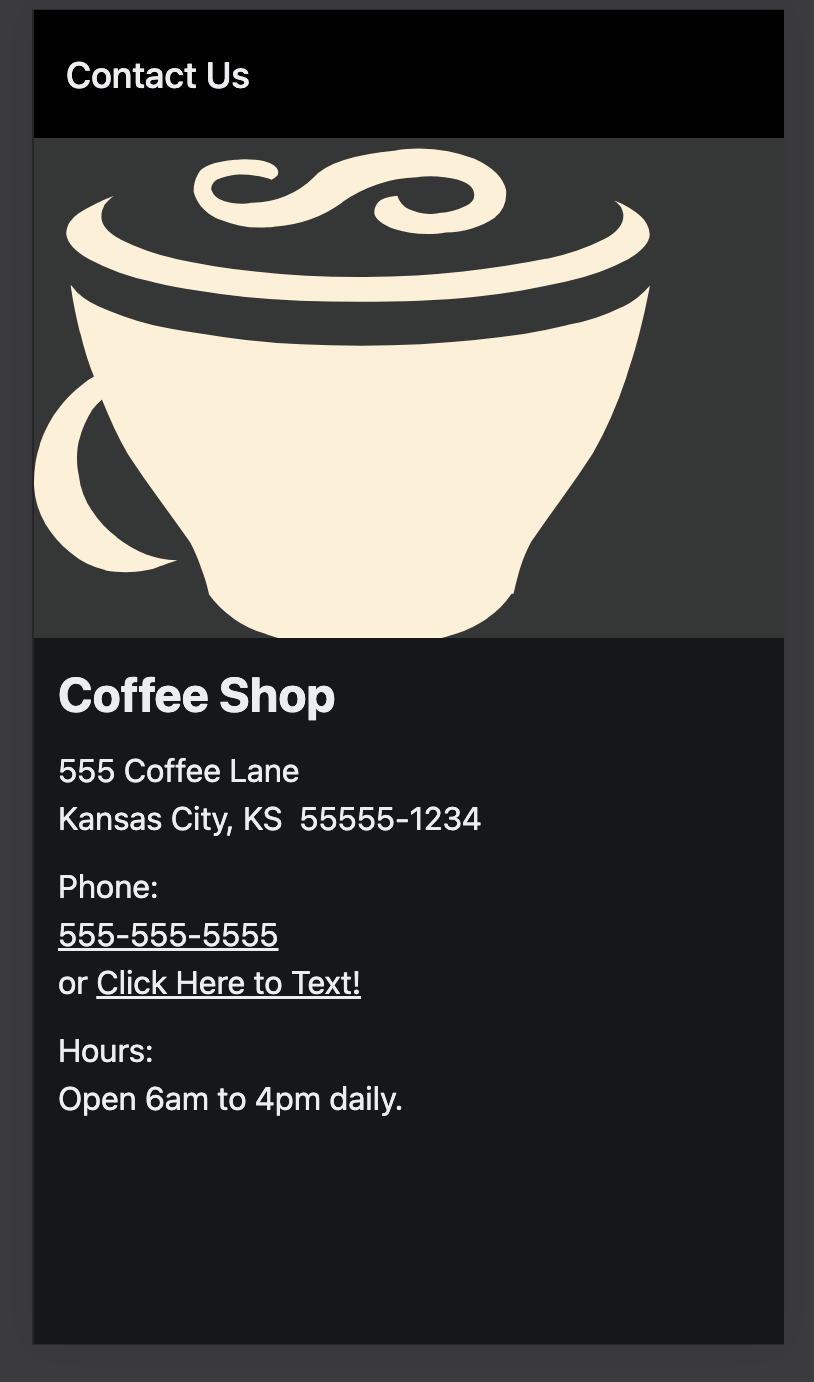 Contact Us
Coffee Shop
555 Coffee Lane
Kansas City, KS  55555-1234
Phone:
555-555-5555
or Click Here to Text!
Hours:
Open 6am to 4pm daily.